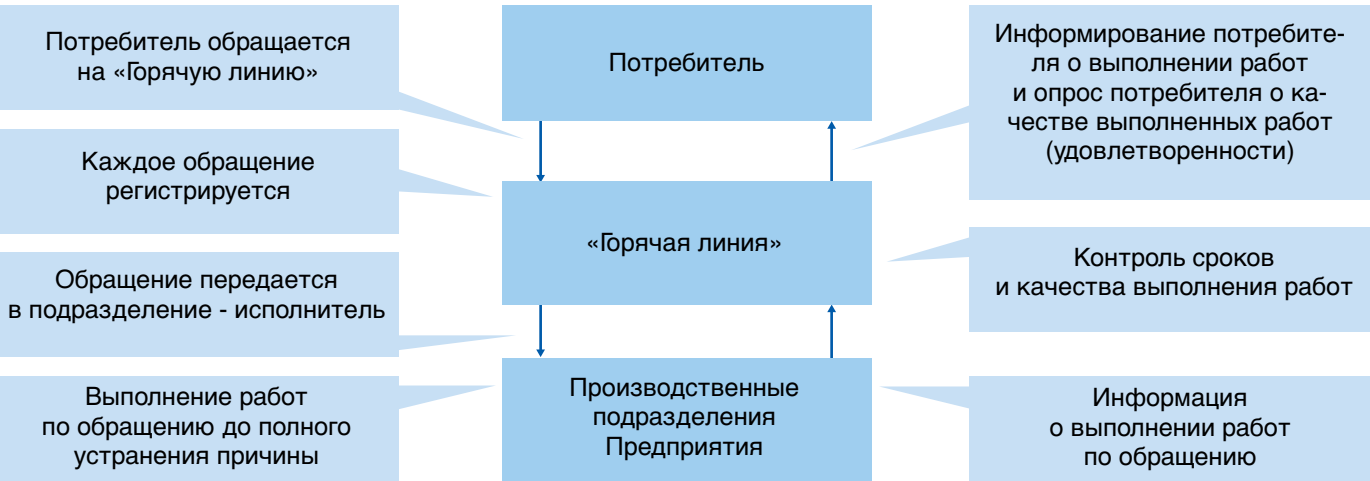 Потребитель обращается
на «Горячую линию»
Каждое обращение
регистрируется
Обращение передается
в подразделение - исполнитель
Выполнение работ
по обращению до полного
устранения причины
Потребитель
«Горячая линия»
Производственные
подразделения
Предприятия
Информирование потребите-
ля о выполнении работ
и опрос потребителя о ка-
честве выполненных работ
(удовлетворенности)
Контроль сроков
и качества выполнения работ
Информация
о выполнении работ
по обращению